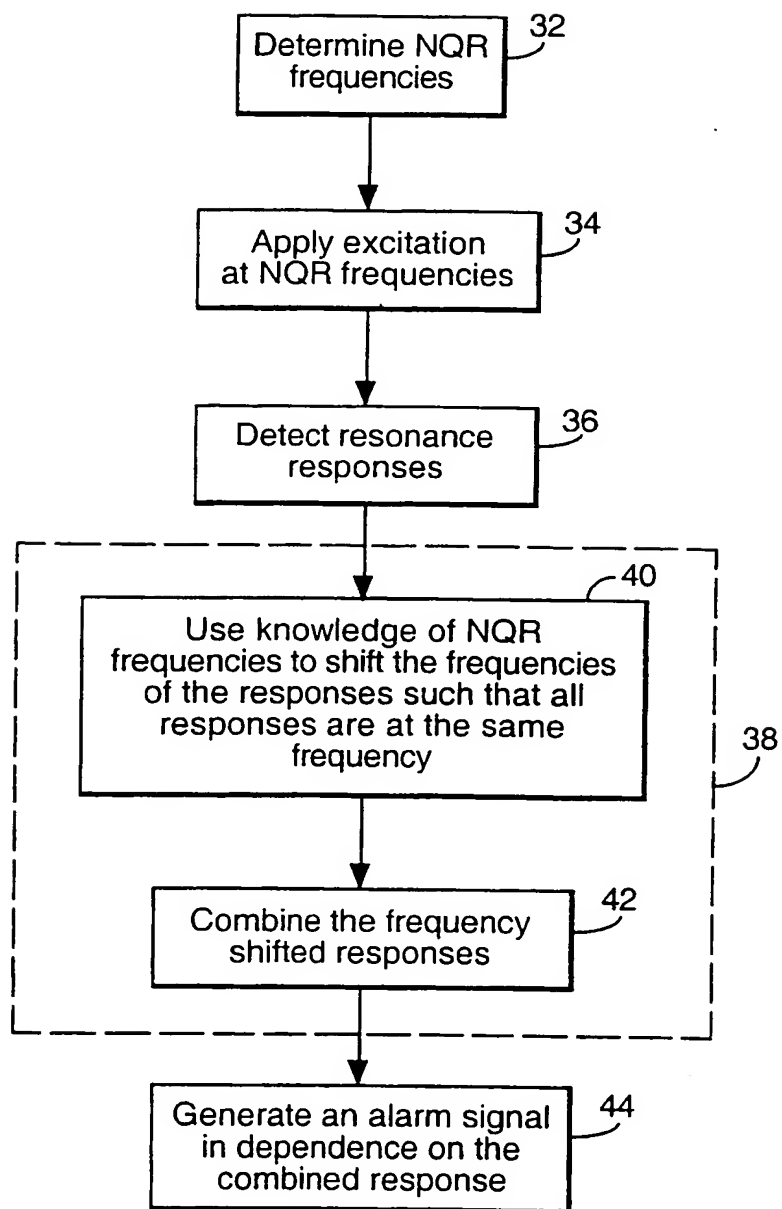 32
Determine NQR
frequencies
34
Apply excitation
at NQR frequencies
36
Detect resonance
responses
40
Use knowledge of NQR
frequencies to shift the frequencies
of the responses such that all
responses are at the same
frequency
38
42
Combine the frequency
shifted responses
44
Generate an alarm signal
in dependence on the
combined response